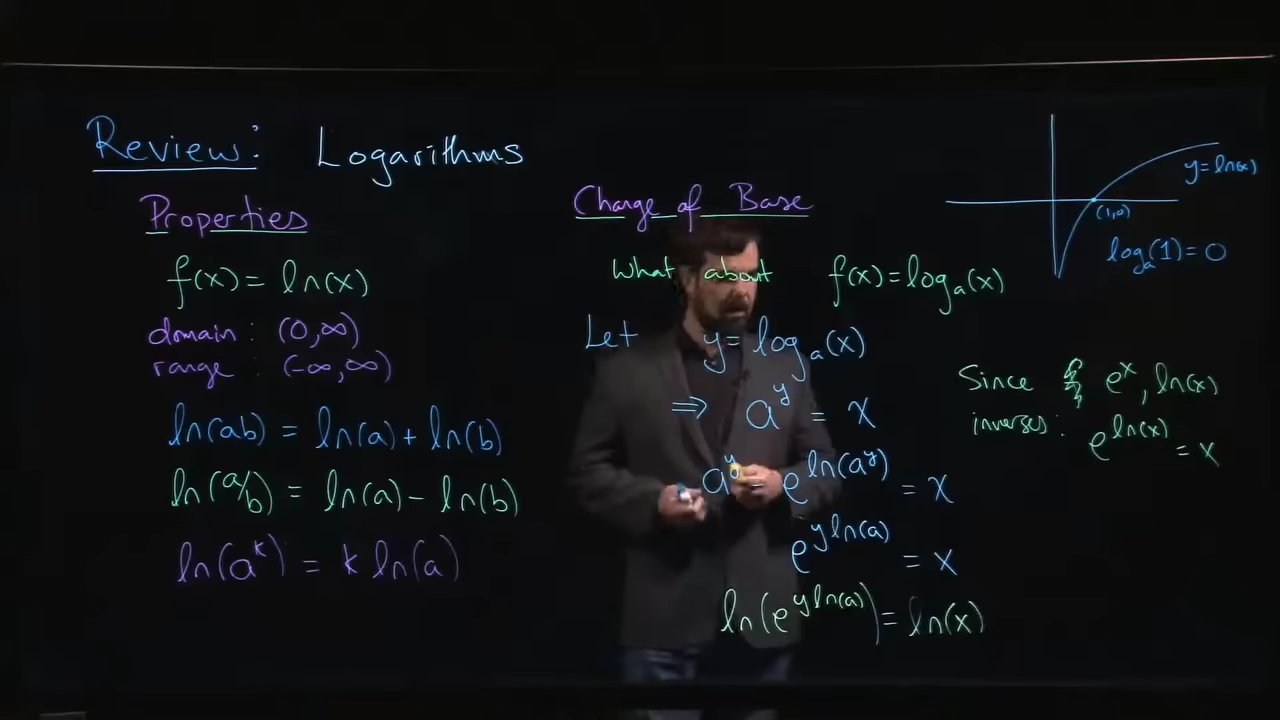 Review: Logarithms
Properties
f(x) = ln(x)
domain : (0,∞)
range : (-∞,∞)
ln(ab) = ln(a) + ln(b)
ln(a/b) = ln(a) - ln(b)
ln(a^k) = k ln(a)
Change of Base
What about f(x) = log_a(x)
Let y = log_a(x)
⇒ a^y = x
a^y = e^ln(a^y) = x
e^y ln(a) = x
ln(e^y ln(a)) = ln(x)
y = ln(x)
(1,0)
log_a(1) = 0
Since e^x, ln(x)
inverses: e^ln(x) = x